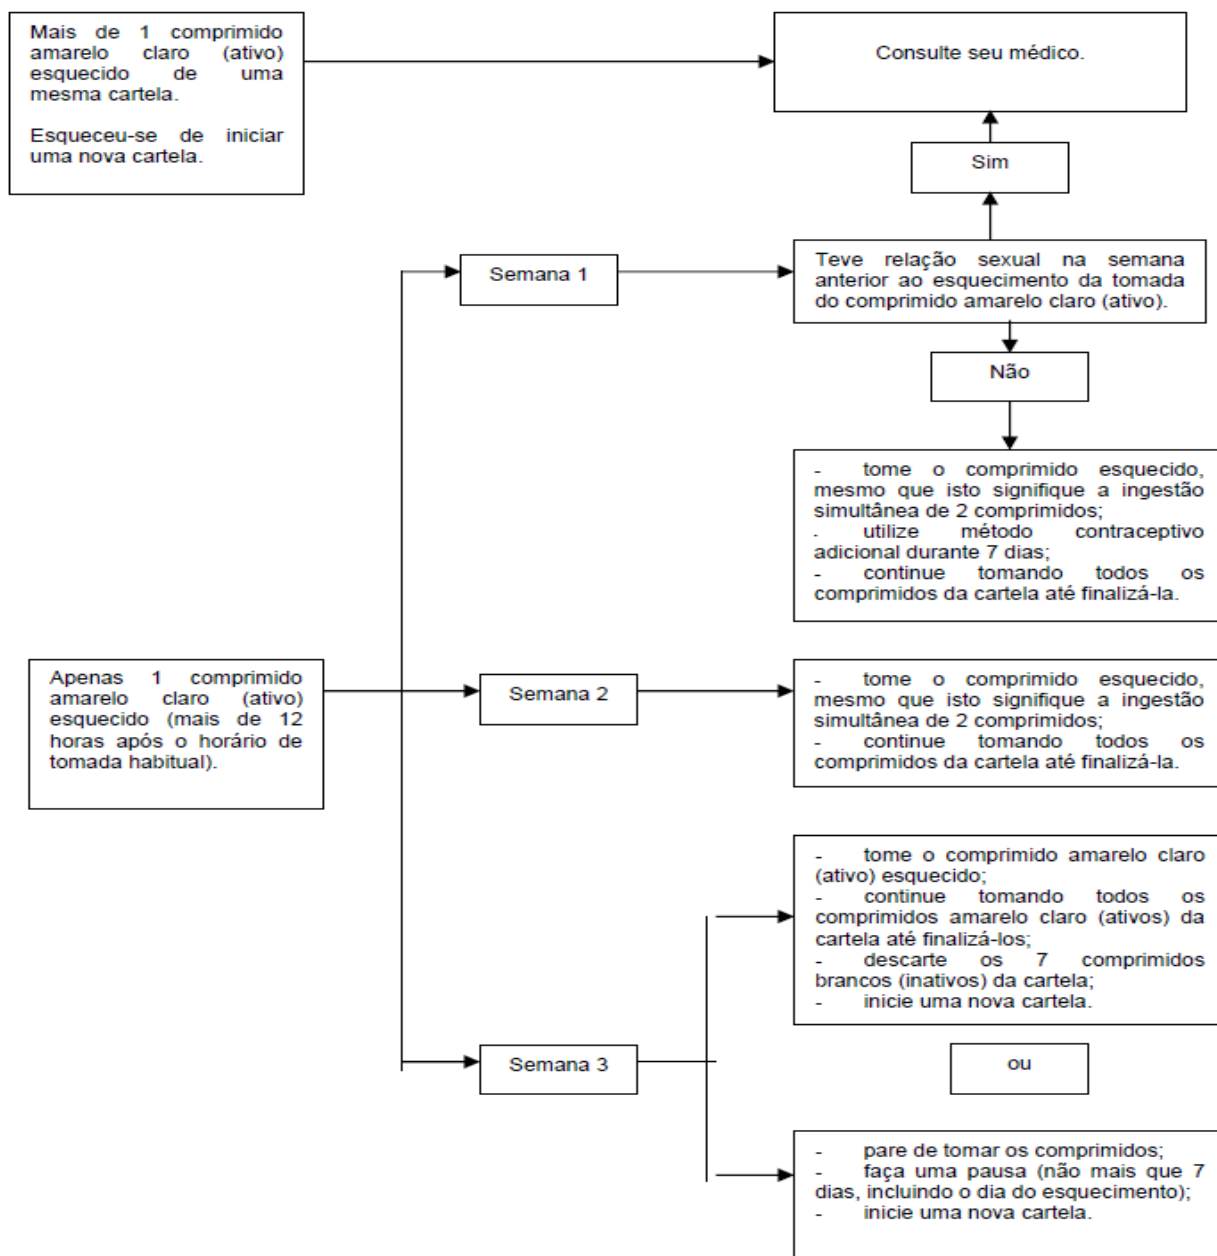 Mais de 1 comprimido
amarelo claro (ativo)
esquecido de uma
mesma cartela.
Esqueceu-se de iniciar
uma nova cartela.
Consulte seu médico.
Sim
Semana 1
Teve relação sexual na semana
anterior ao esquecimento da tomada
do comprimido amarelo claro (ativo).
Não
- tome o comprimido esquecido,
mesmo que isto signifique a ingestão
simultânea de 2 comprimidos;
. utilize método contraceptivo
adicional durante 7 dias;
- continue tomando todos os
comprimidos da cartela até finalizá-la.
Apenas 1 comprimido
amarelo claro (ativo)
esquecido (mais de 12
horas após o horário de
tomada habitual).
Semana 2
- tome o comprimido esquecido,
mesmo que isto signifique a ingestão
simultânea de 2 comprimidos;
- continue tomando todos os
comprimidos da cartela até finalizá-la.
Semana 3
- tome o comprimido amarelo claro
(ativo) esquecido;
- continue tomando todos os
comprimidos amarelo claro (ativos) da
cartela até finalizá-los;
- descarte os 7 comprimidos
brancos (inativos) da cartela;
- inicie uma nova cartela.
ou
- pare de tomar os comprimidos;
- faça uma pausa (não mais que 7
dias, incluindo o dia do esquecimento);
- inicie uma nova cartela.